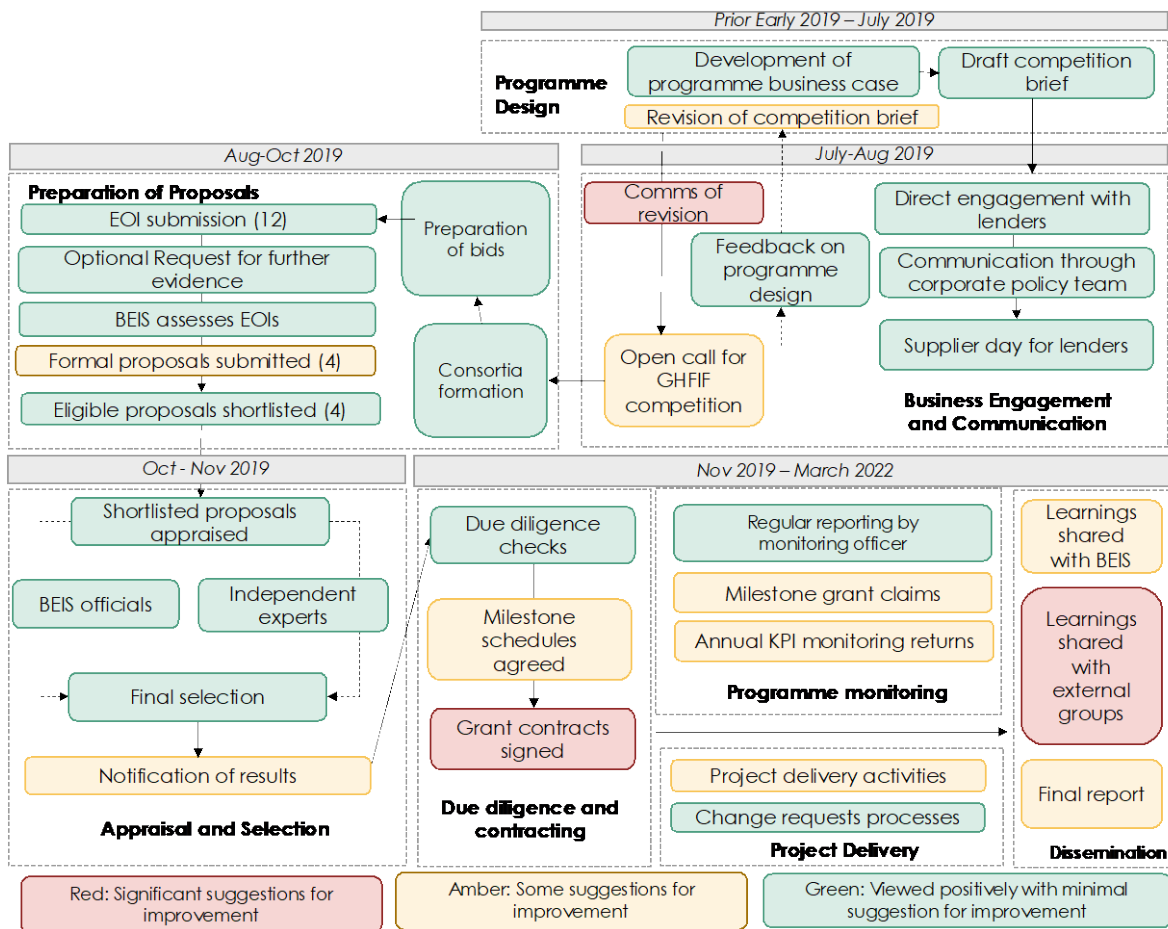 Prior Early 2019 – July 2019
Programme
Design
Development of
programme business case
Draft competition
brief
Revision of competition brief
Aug-Oct 2019
July-Aug 2019
Preparation of Proposals
EOI submission (12)
Optional Request for further
evidence
BEIS assesses EOIs
Formal proposals submitted (4)
Eligible proposals shortlisted (4)
Preparation
of bids
Consortia
formation
Comms of
revision
Feedback on
programme
design
Open call for
GHFIF
competition
Direct engagement with
lenders
Communication through
corporate policy team
Supplier day for lenders
Business Engagement
and Communication
Oct - Nov 2019
Nov 2019 – March 2022
Shortlisted proposals
appraised
BEIS officials
Independent
experts
Final selection
Notification of results
Appraisal and Selection
Due diligence
checks
Milestone
schedules
agreed
Grant contracts
signed
Due diligence and
contracting
Regular reporting by
monitoring officer
Milestone grant claims
Annual KPI monitoring returns
Programme monitoring
Project delivery activities
Change requests processes
Project Delivery
Learnings
shared
with BEIS
Learnings
shared
with
external
groups
Final report
Dissemination
Red: Significant suggestions for
improvement
Amber: Some suggestions for
improvement
Green: Viewed positively with minimal
suggestion for improvement